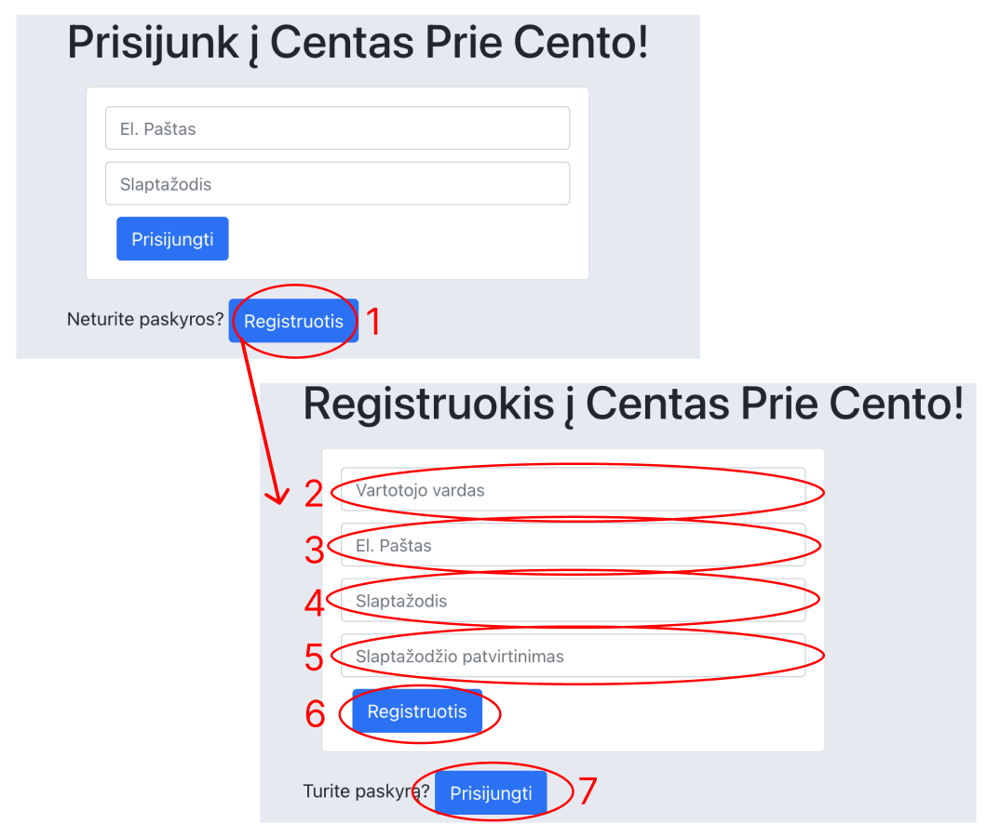 Prisijunk į Centas Prie Cento!
El. Paštas
Slaptažodis
Prisijungti
Neturite paskyros? Registruotis 1
Registruokis į Centas Prie Cento!
2 Vartotojo vardas
3 El. Paštas
4 Slaptažodis
5 Slaptažodžio patvirtinimas
6 Registruotis
Turite paskyrą? Prisijungti 7